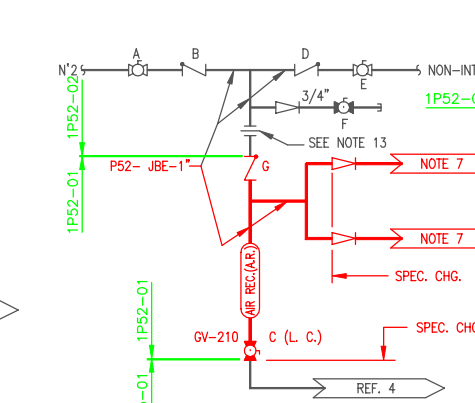 A
B
D
E
N'2
NON-INT
1P52-02
3/4"
F
1P52-0
SEE NOTE 13
P52- JBE-1"
G
NOTE 7
1P52-01
NOTE 7
AIR REC.(A.R.)
SPEC. CHG.
1P52-01
GV-210
C (L. C.)
SPEC. CHG
REF. 4
-01